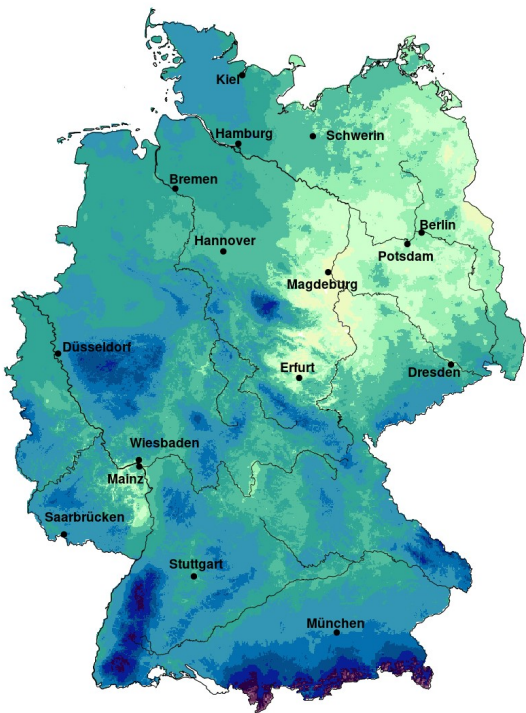 Kiel
Hamburg
Schwerin
Bremen
Berlin
Hannover
Potsdam
Magdeburg
Düsseldorf
Erfurt
Dresden
Wiesbaden
Mainz
Saarbrücken
Stuttgart
München